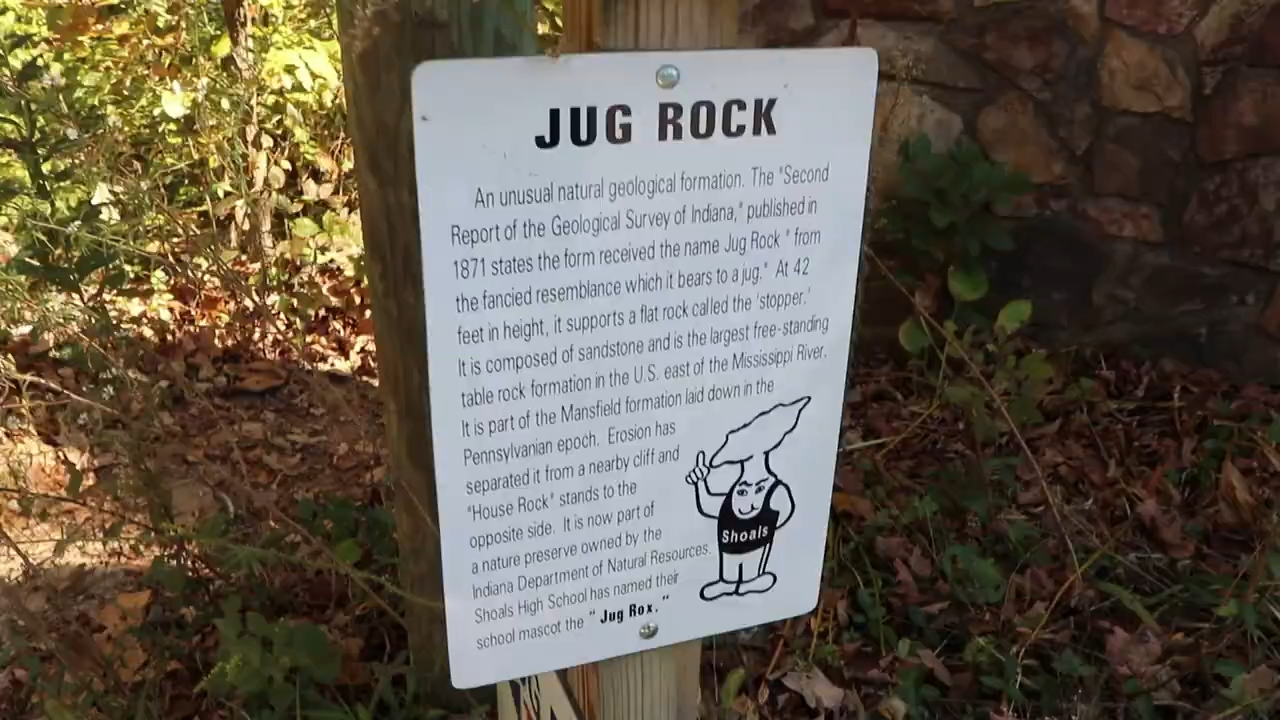 JUG ROCK
An unusual natural geological formation. The "Second
Report of the Geological Survey of Indiana," published in
1871 states the form received the name Jug Rock " from
the fancied resemblance which it bears to a jug." At 42
feet in height, it supports a flat rock called the 'stopper.'
It is composed of sandstone and is the largest free-standing
table rock formation in the U.S. east of the Mississippi River.
It is part of the Mansfield formation laid down in the
Pennsylvanian epoch. Erosion has
separated it from a nearby cliff and
"House Rock" stands to the
opposite side. It is now part of
a nature preserve owned by the
Indiana Department of Natural Resources.
Shoals High School has named their
school mascot the " Jug Rox. "
Shoals